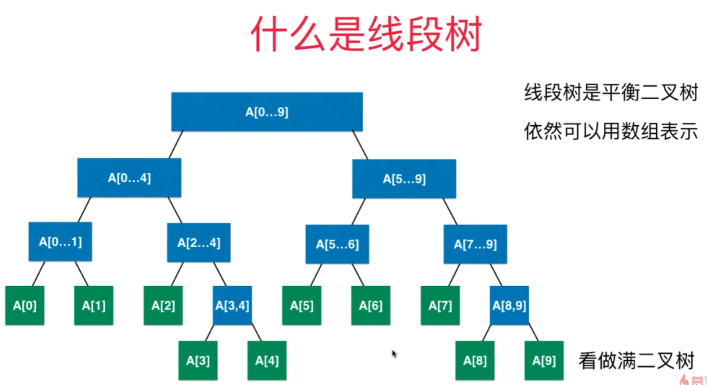 什么是线段树
线段树是平衡二叉树
依然可以用数组表示
A[0...9]
A[0...4]
A[5...9]
A[0...1]
A[2...4]
A[5...6]
A[7...9]
A[0]
A[1]
A[2]
A[3,4]
A[5]
A[6]
A[7]
A[8,9]
A[3]
A[4]
A[8]
A[9]
看做满二叉树